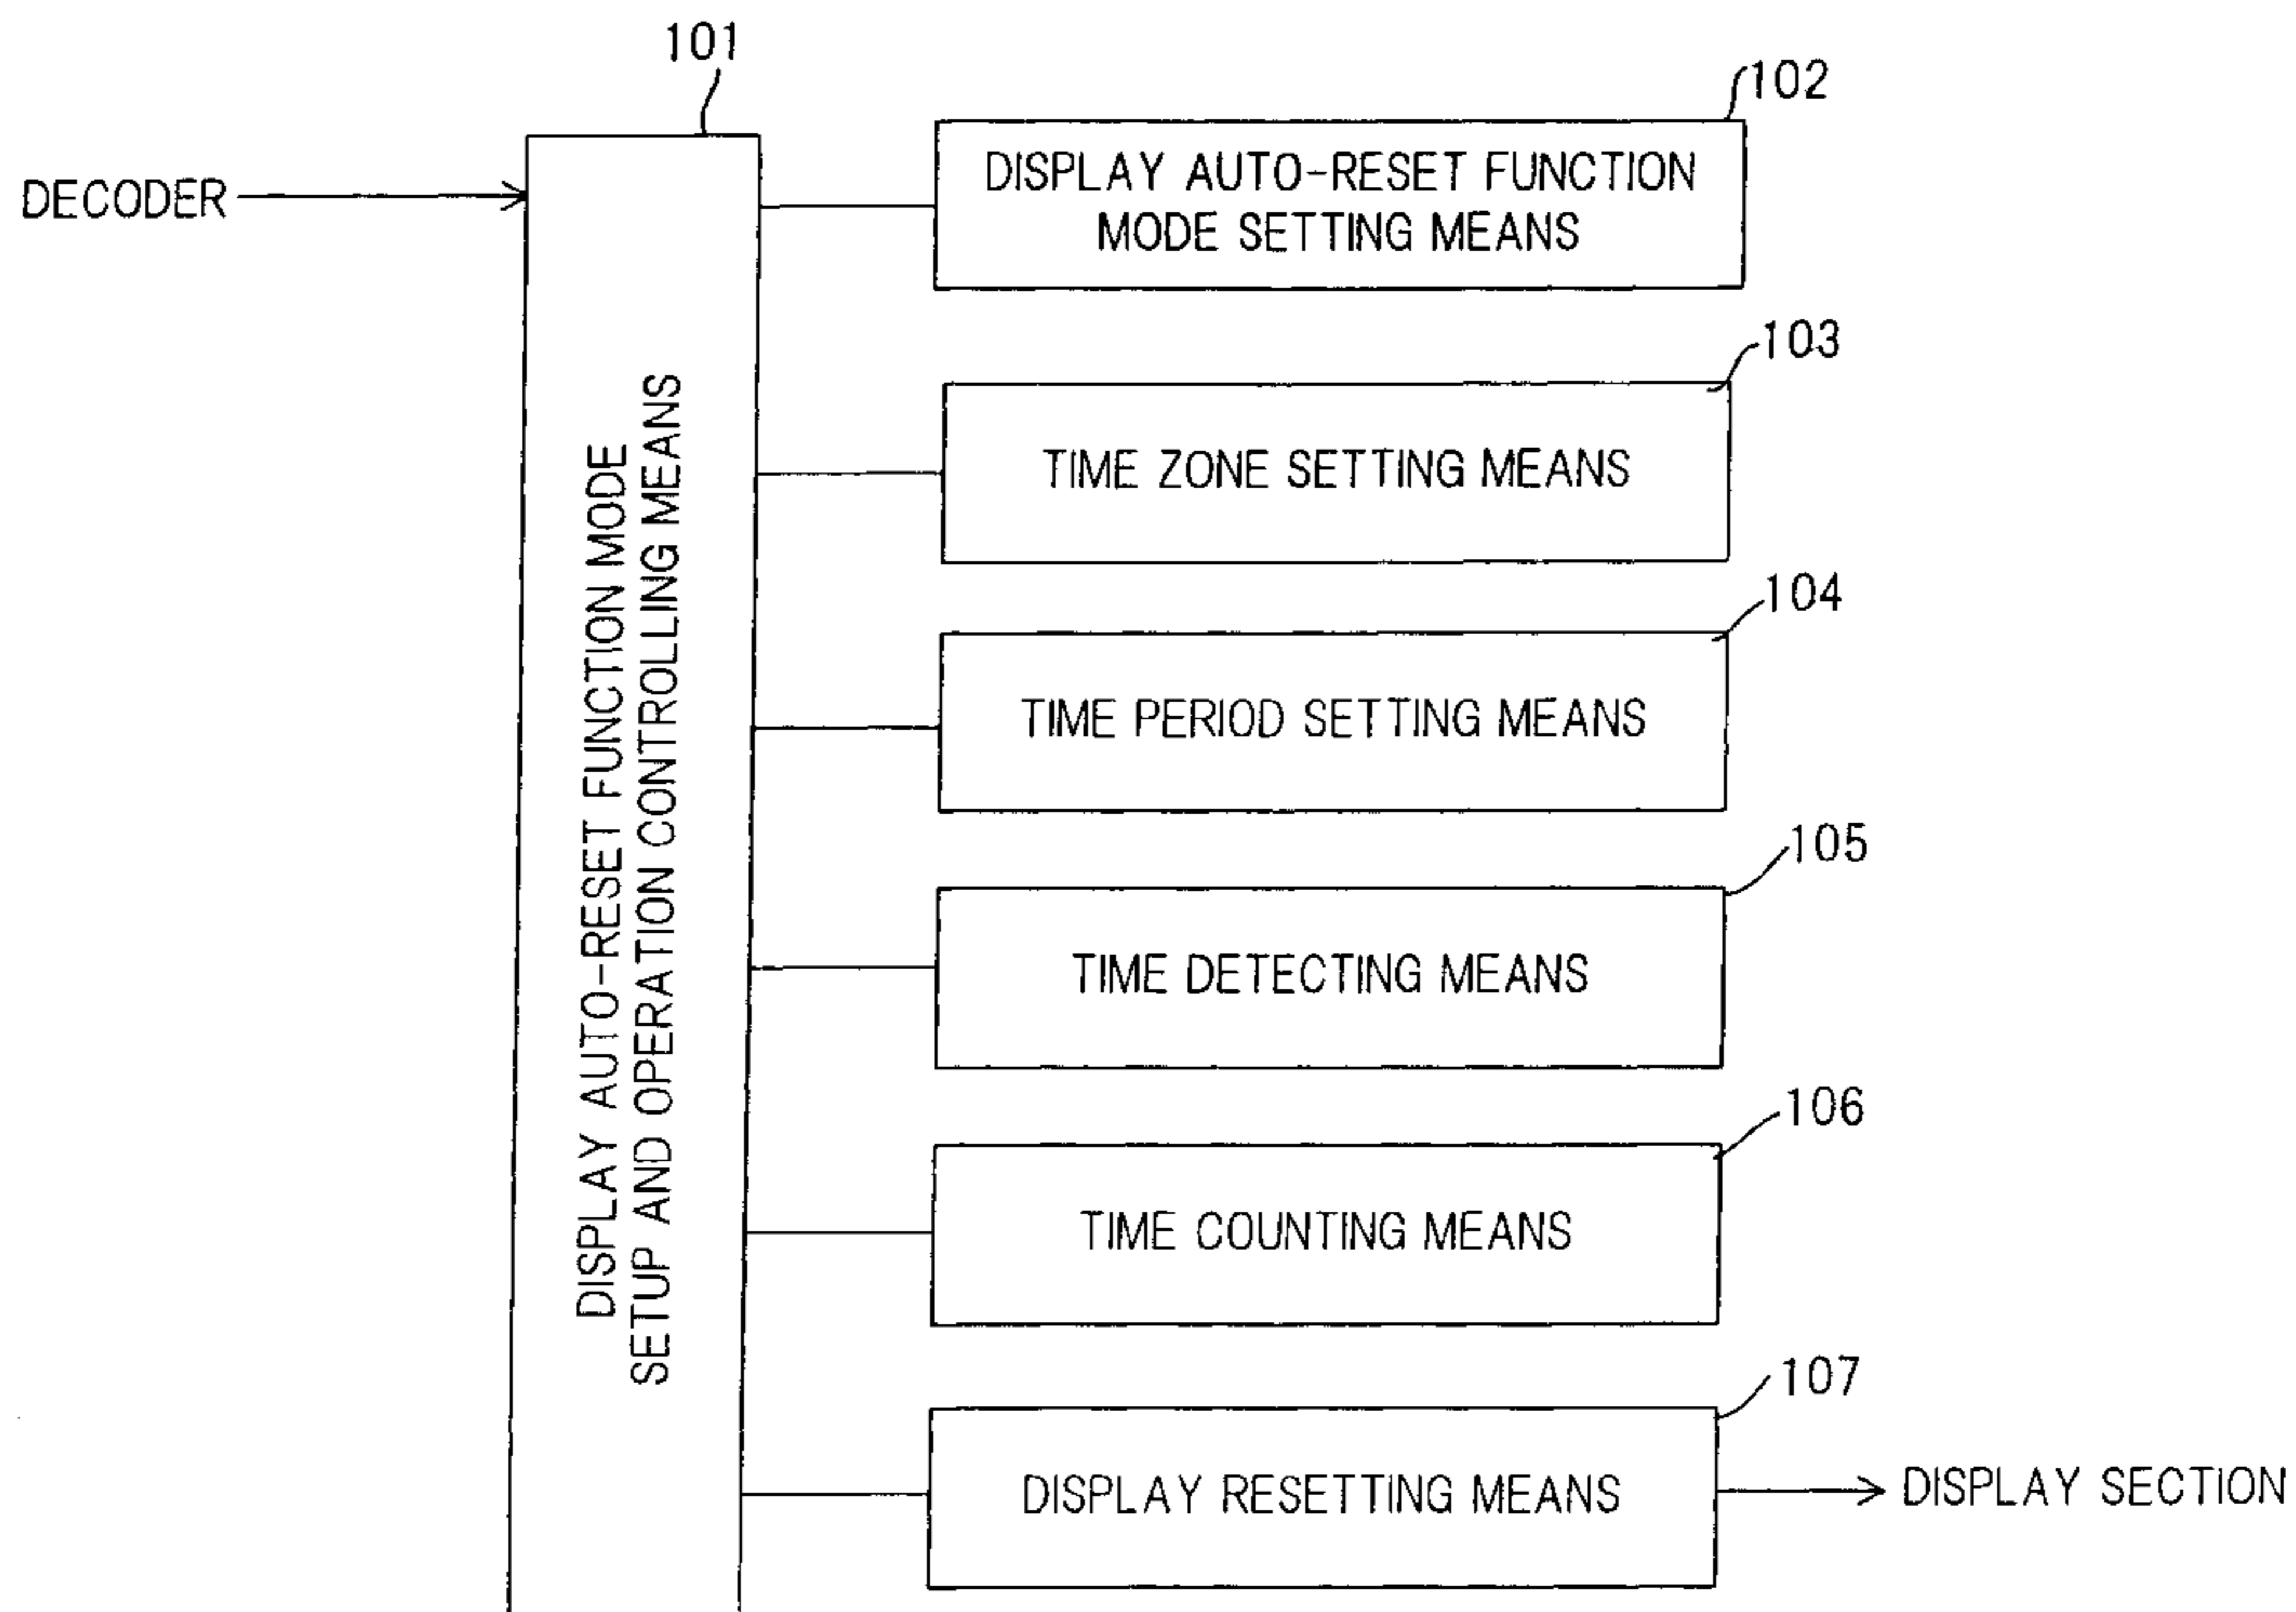 101
DECODER
DISPLAY AUTO-RESET FUNCTION MODE
SETUP AND OPERATION CONTROLLING MEANS
102
DISPLAY AUTO-RESET FUNCTION
MODE SETTING MEANS
103
TIME ZONE SETTING MEANS
104
TIME PERIOD SETTING MEANS
105
TIME DETECTING MEANS
106
TIME COUNTING MEANS
107
DISPLAY RESETTING MEANS
DISPLAY SECTION